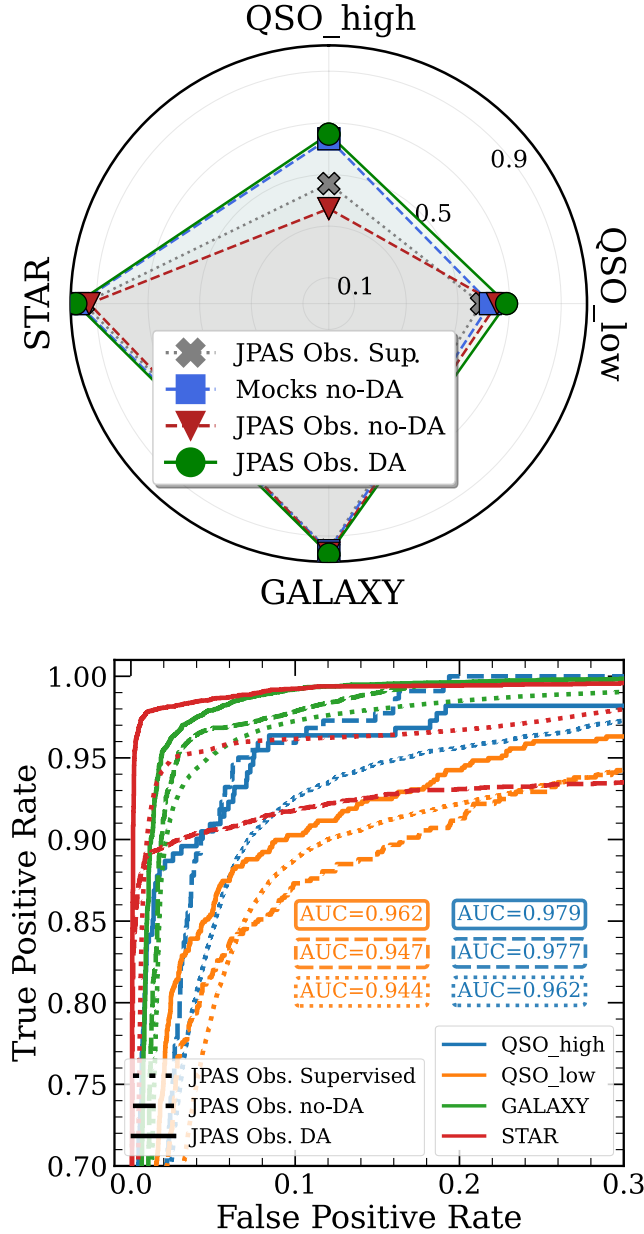 QSO_high
0.9
0.5
0.1
STAR
QSO_low
JPAS Obs. Sup.
Mocks no-DA
JPAS Obs. no-DA
JPAS Obs. DA
GALAXY
True Positive Rate
1.00
0.95
0.90
0.85
0.80
0.75
0.70
AUC=0.962 AUC=0.979
AUC=0.947 AUC=0.977
AUC=0.944 AUC=0.962
JPAS Obs. Supervised
JPAS Obs. no-DA
JPAS Obs. DA
QSO_high
QSO_low
GALAXY
STAR
0.0 0.1 0.2 0.3
False Positive Rate